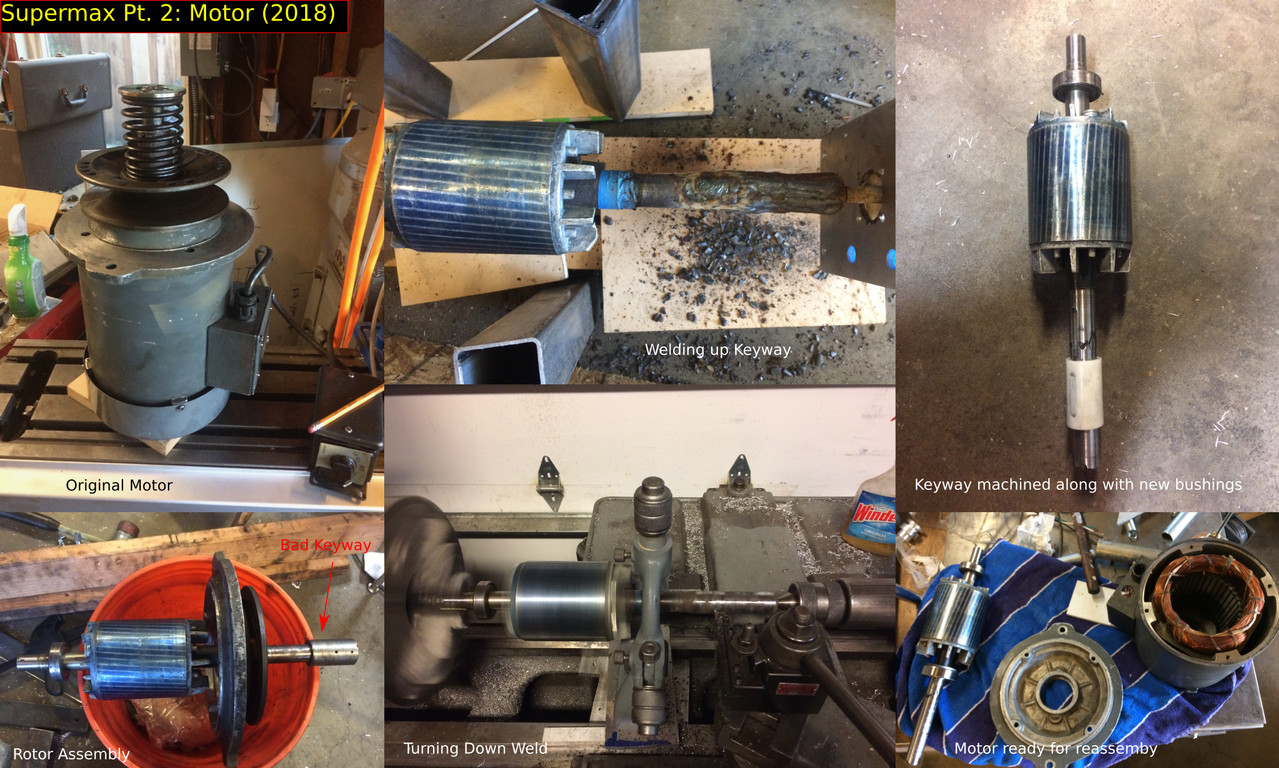 Supermax Pt. 2: Motor (2018)
Original Motor
Welding up Keyway
Keyway machined along with new bushings
Bad Keyway
Rotor Assembly
Turning Down Weld
Windex
Motor ready for reassemby